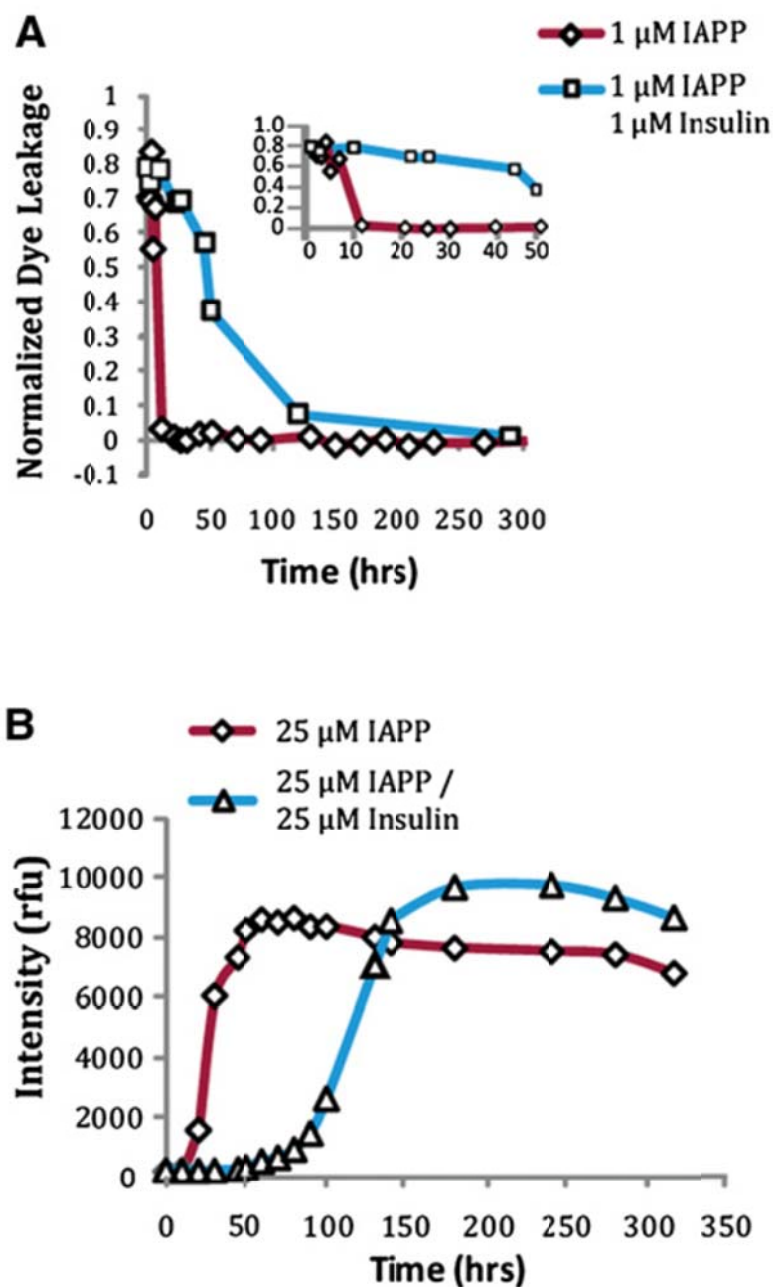 A
1 µM IAPP
1 µM IAPP
1 µM Insulin
Normalized Dye Leakage
1
0.9
0.8
0.7
0.6
0.5
0.4
0.3
0.2
0.1
0
-0.1
1.0
0.8
0.6
0.4
0.2
0
0 10 20 30 40 50
0 50 100 150 200 250 300
Time (hrs)
B
25 µM IAPP
25 µM IAPP /
25 µM Insulin
Intensity (rfu)
12000
10000
8000
6000
4000
2000
0
0 50 100 150 200 250 300 350
Time (hrs)